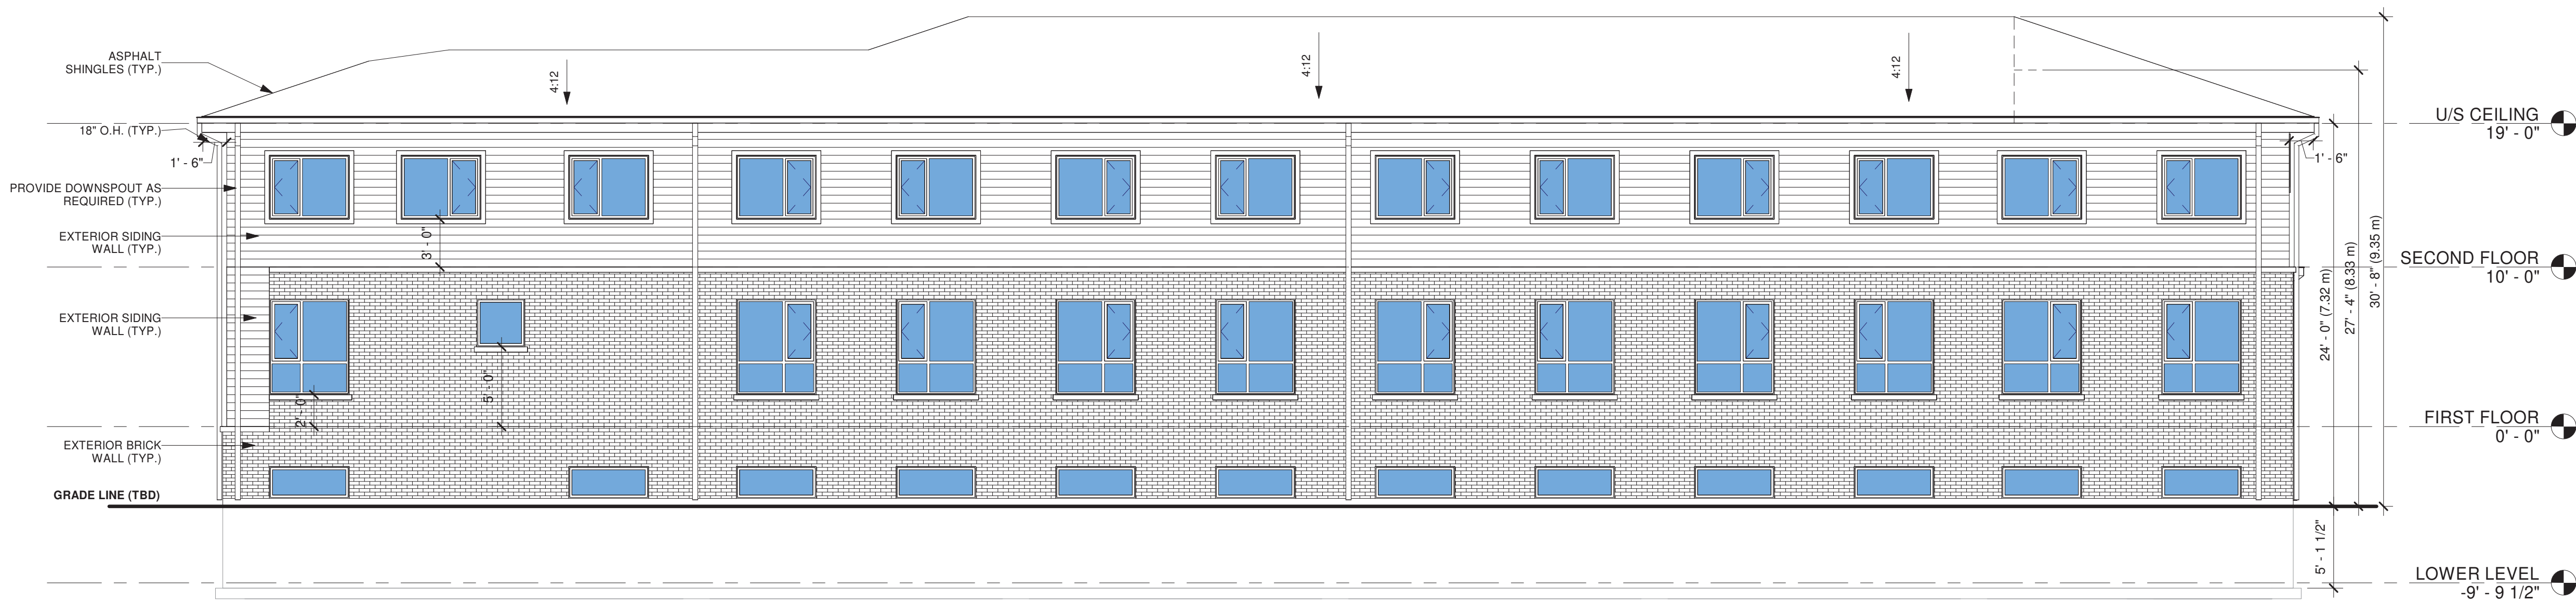 ASPHALT
SHINGLES (TYP.)
4:12
4:12
4:12
18" O.H. (TYP.)
1' - 6"
PROVIDE DOWNSPOUT AS
REQUIRED (TYP.)
EXTERIOR SIDING
WALL (TYP.)
3' - 0"
EXTERIOR SIDING
WALL (TYP.)
2' - 0"
5' - 0"
EXTERIOR BRICK
WALL (TYP.)
GRADE LINE (TBD)
1' - 6"
24' - 0" (7.32 m)
27' - 4" (8.33 m)
30' - 8" (9.35 m)
5' - 1 1/2"
U/S CEILING
19' - 0"
SECOND FLOOR
10' - 0"
FIRST FLOOR
0' - 0"
LOWER LEVEL
-9' - 9 1/2"